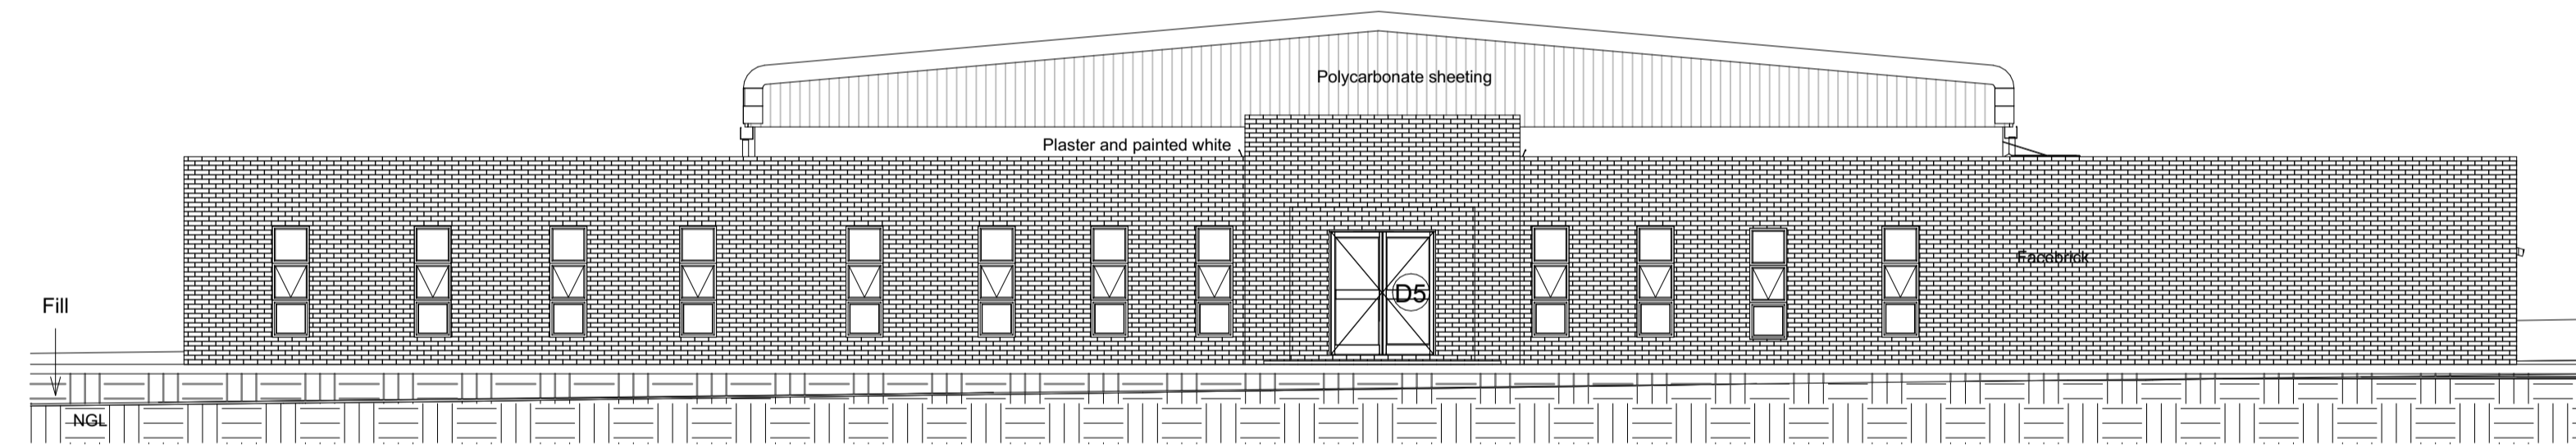 Polycarbonate sheeting
Plaster and painted white
Facebrick
D5
Fill
NGL